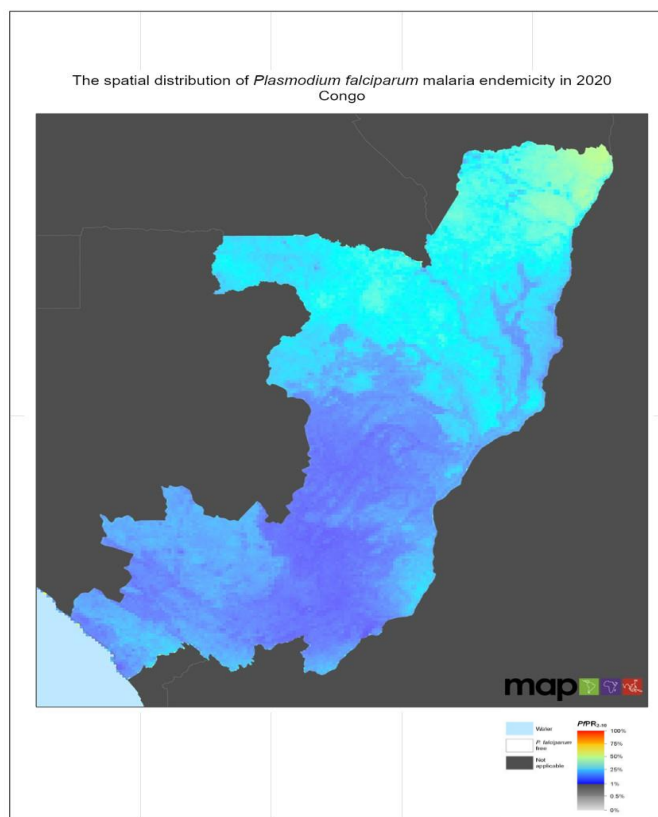 The spatial distribution of Plasmodium falciparum malaria endemicity in 2020
Congo
map
Water
P. falciparum
free
Not
applicable
PfPR2-10
100%
75%
50%
25%
1%
0.5%
0%